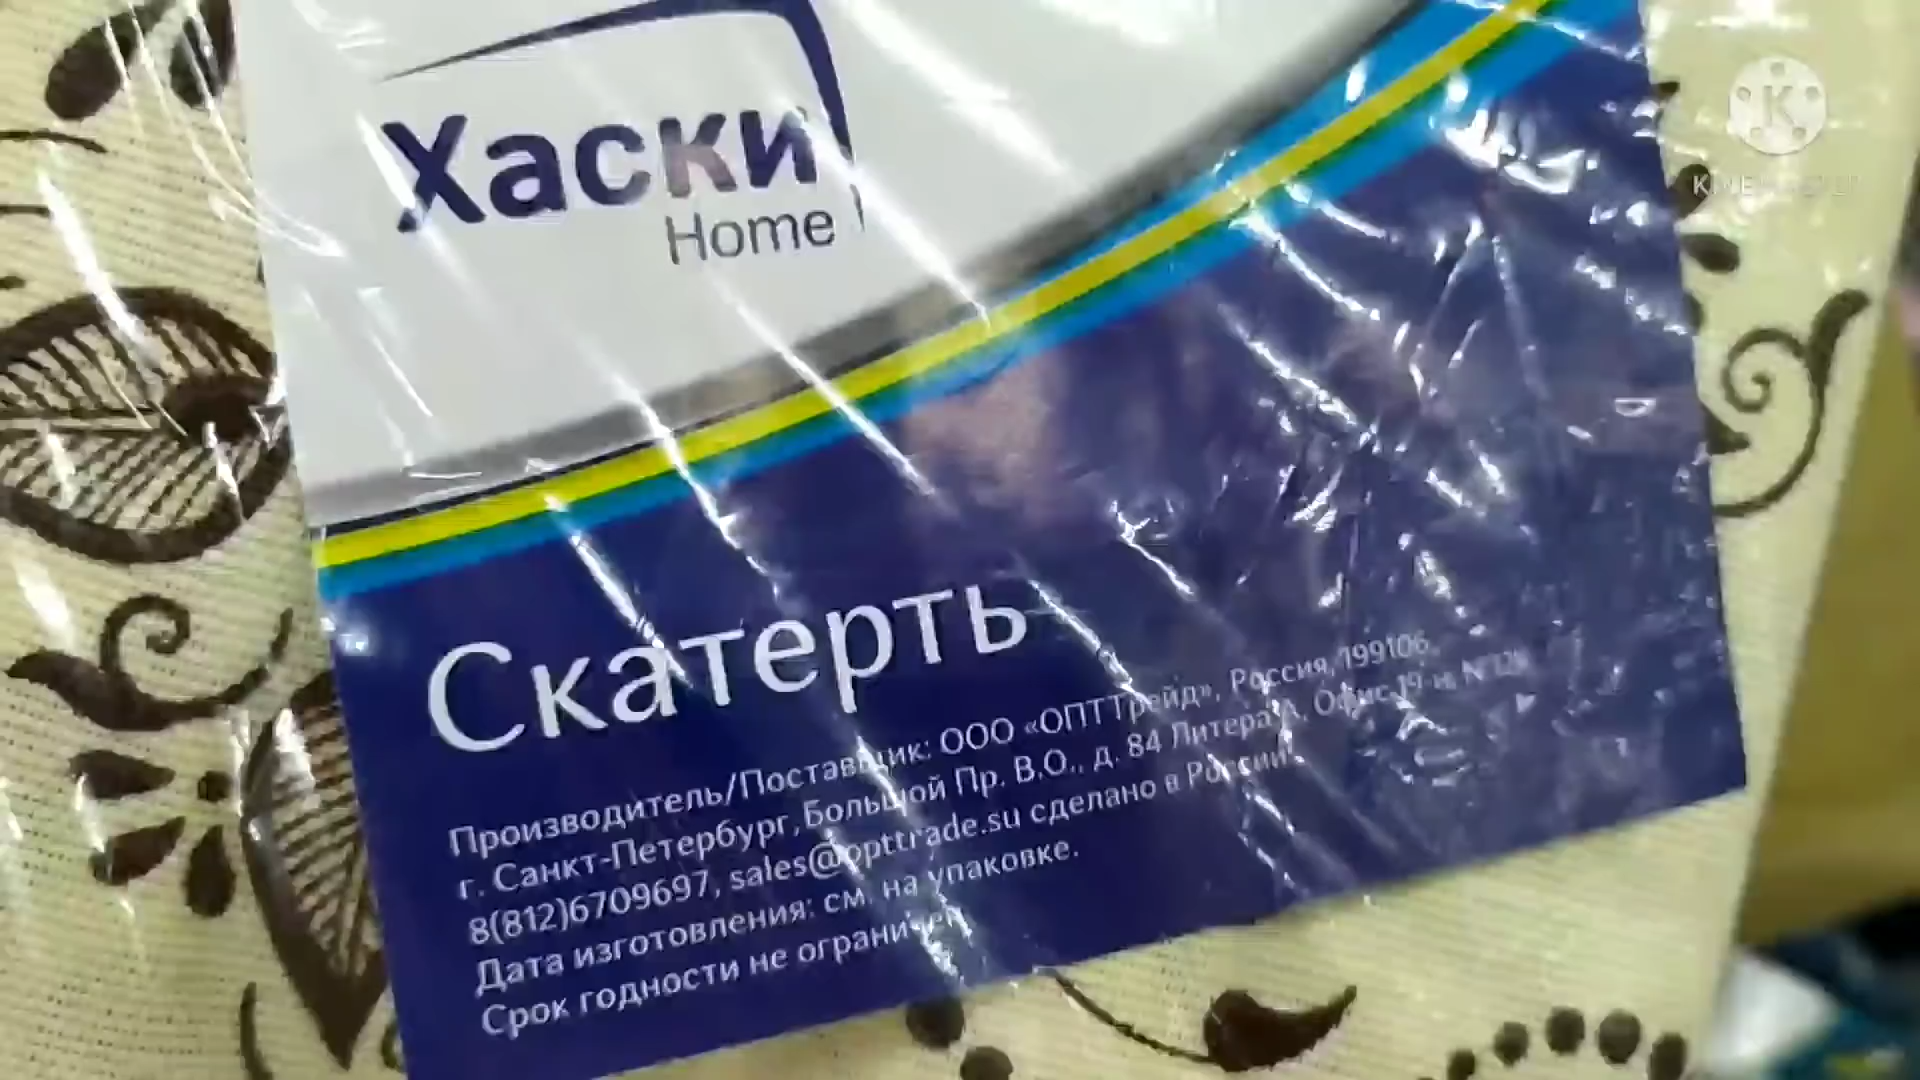 Хаски
Home
Скатерть
Производитель/Поставщик: ООО «ОПТТрейд», Россия, 199106,
г. Санкт-Петербург, Большой Пр. В.О., д. 84 Литера А, Офис 19-н,
8(812)6709697, sales@opttrade.su сделано в России
Дата изготовления: см. на упаковке.
Срок годности не ограничен
K
KINEMASTER